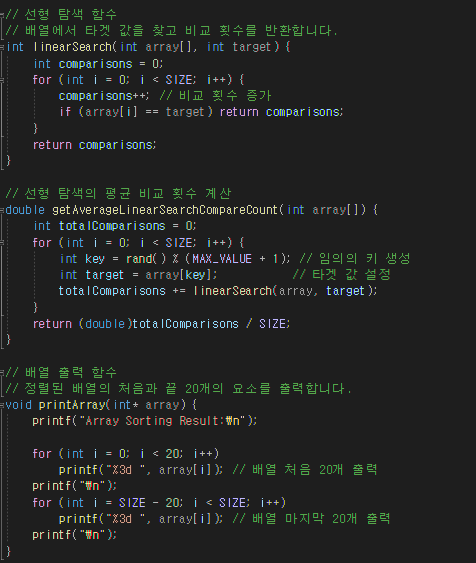 // 선형 탐색 함수
// 배열에서 타겟 값을 찾고 비교 횟수를 반환합니다.
int linearSearch(int array[], int target) {
    int comparisons = 0;
    for (int i = 0; i < SIZE; i++) {
        comparisons++; // 비교 횟수 증가
        if (array[i] == target) return comparisons;
    }
    return comparisons;
}

// 선형 탐색의 평균 비교 횟수 계산
double getAverageLinearSearchCompareCount(int array[]) {
    int totalComparisons = 0;
    for (int i = 0; i < SIZE; i++) {
        int key = rand() % (MAX_VALUE + 1); // 임의의 키 생성
        int target = array[key];         // 타겟 값 설정
        totalComparisons += linearSearch(array, target);
    }
    return (double)totalComparisons / SIZE;
}

// 배열 출력 함수
// 정렬된 배열의 처음과 끝 20개의 요소를 출력합니다.
void printArray(int* array) {
    printf("Array Sorting Result:₩n");

    for (int i = 0; i < 20; i++)
        printf("%3d ", array[i]); // 배열 처음 20개 출력
    printf("₩n");
    for (int i = SIZE - 20; i < SIZE; i++)
        printf("%3d ", array[i]); // 배열 마지막 20개 출력
    printf("₩n");
}